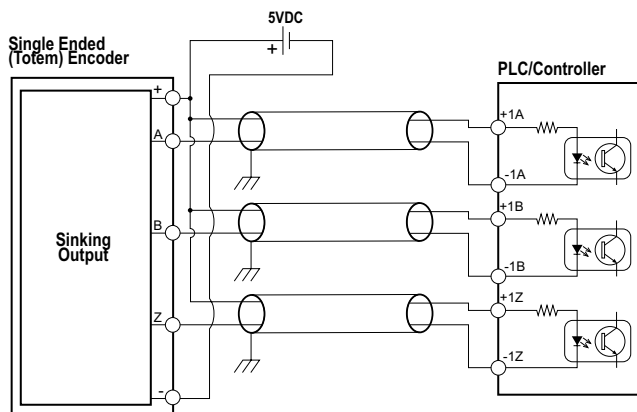 5VDC
+
Single Ended
(Totem) Encoder
PLC/Controller
+
A
B
Z
-
Sinking
Output
+1A
-1A
+1B
-1B
+1Z
-1Z